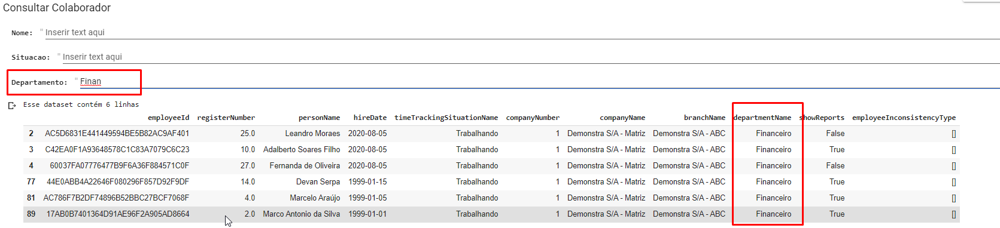 Consultar Colaborador
Nome: " Inserir text aqui
Situacao: " Inserir text aqui
Departamento: " Finan
Esse dataset contém 6 linhas
employeeId registerNumber personName hireDate timeTrackingSituationName companyNumber companyName branchName departmentName showReports employeeInconsistencyType
2 AC5D6831E441449594BE5B82AC9AF401 25.0 Leandro Moraes 2020-08-05 Trabalhando 1 Demonstra S/A - Matriz Demonstra S/A - ABC Financeiro False []
3 C42EA0F1A93648578C1C83A7079C6C23 10.0 Adalberto Soares Filho 2020-08-05 Trabalhando 1 Demonstra S/A - Matriz Demonstra S/A - ABC Financeiro True []
4 60037FA07776477B9F6A36F884571C0F 27.0 Fernanda de Oliveira 2020-08-05 Trabalhando 1 Demonstra S/A - Matriz Demonstra S/A - ABC Financeiro False []
77 44E0ABB4A22646F080296F857D92F9DF 14.0 Devan Serpa 1999-01-15 Trabalhando 1 Demonstra S/A - Matriz Demonstra S/A - ABC Financeiro True []
81 AC786F7B2DF74896B52BBC27BCF7068F 4.0 Marcelo Araújo 1999-01-05 Trabalhando 1 Demonstra S/A - Matriz Demonstra S/A - ABC Financeiro True []
89 17AB0B7401364D91AE96F2A905AD8664 2.0 Marco Antonio da Silva 1999-01-01 Trabalhando 1 Demonstra S/A - Matriz Demonstra S/A - ABC Financeiro True []